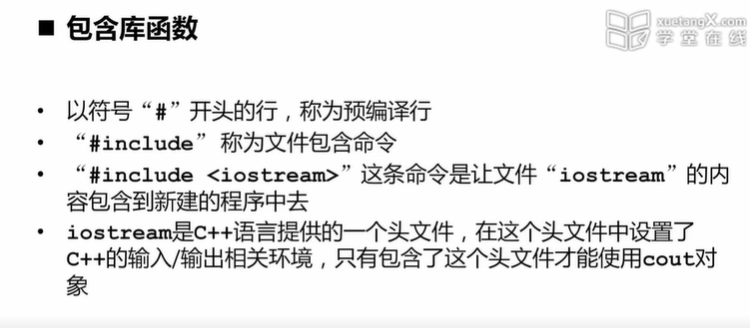 ■ 包含库函数
xuetangX.com
学堂在线
• 以符号“#”开头的行，称为预编译行
• “#include” 称为文件包含命令
• “#include <iostream>”这条命令是让文件“iostream”的内
容包含到新建的程序中去
• iostream是C++语言提供的一个头文件，在这个头文件中设置了
C++的输入/输出相关环境，只有包含了这个头文件才能使用cout对
象